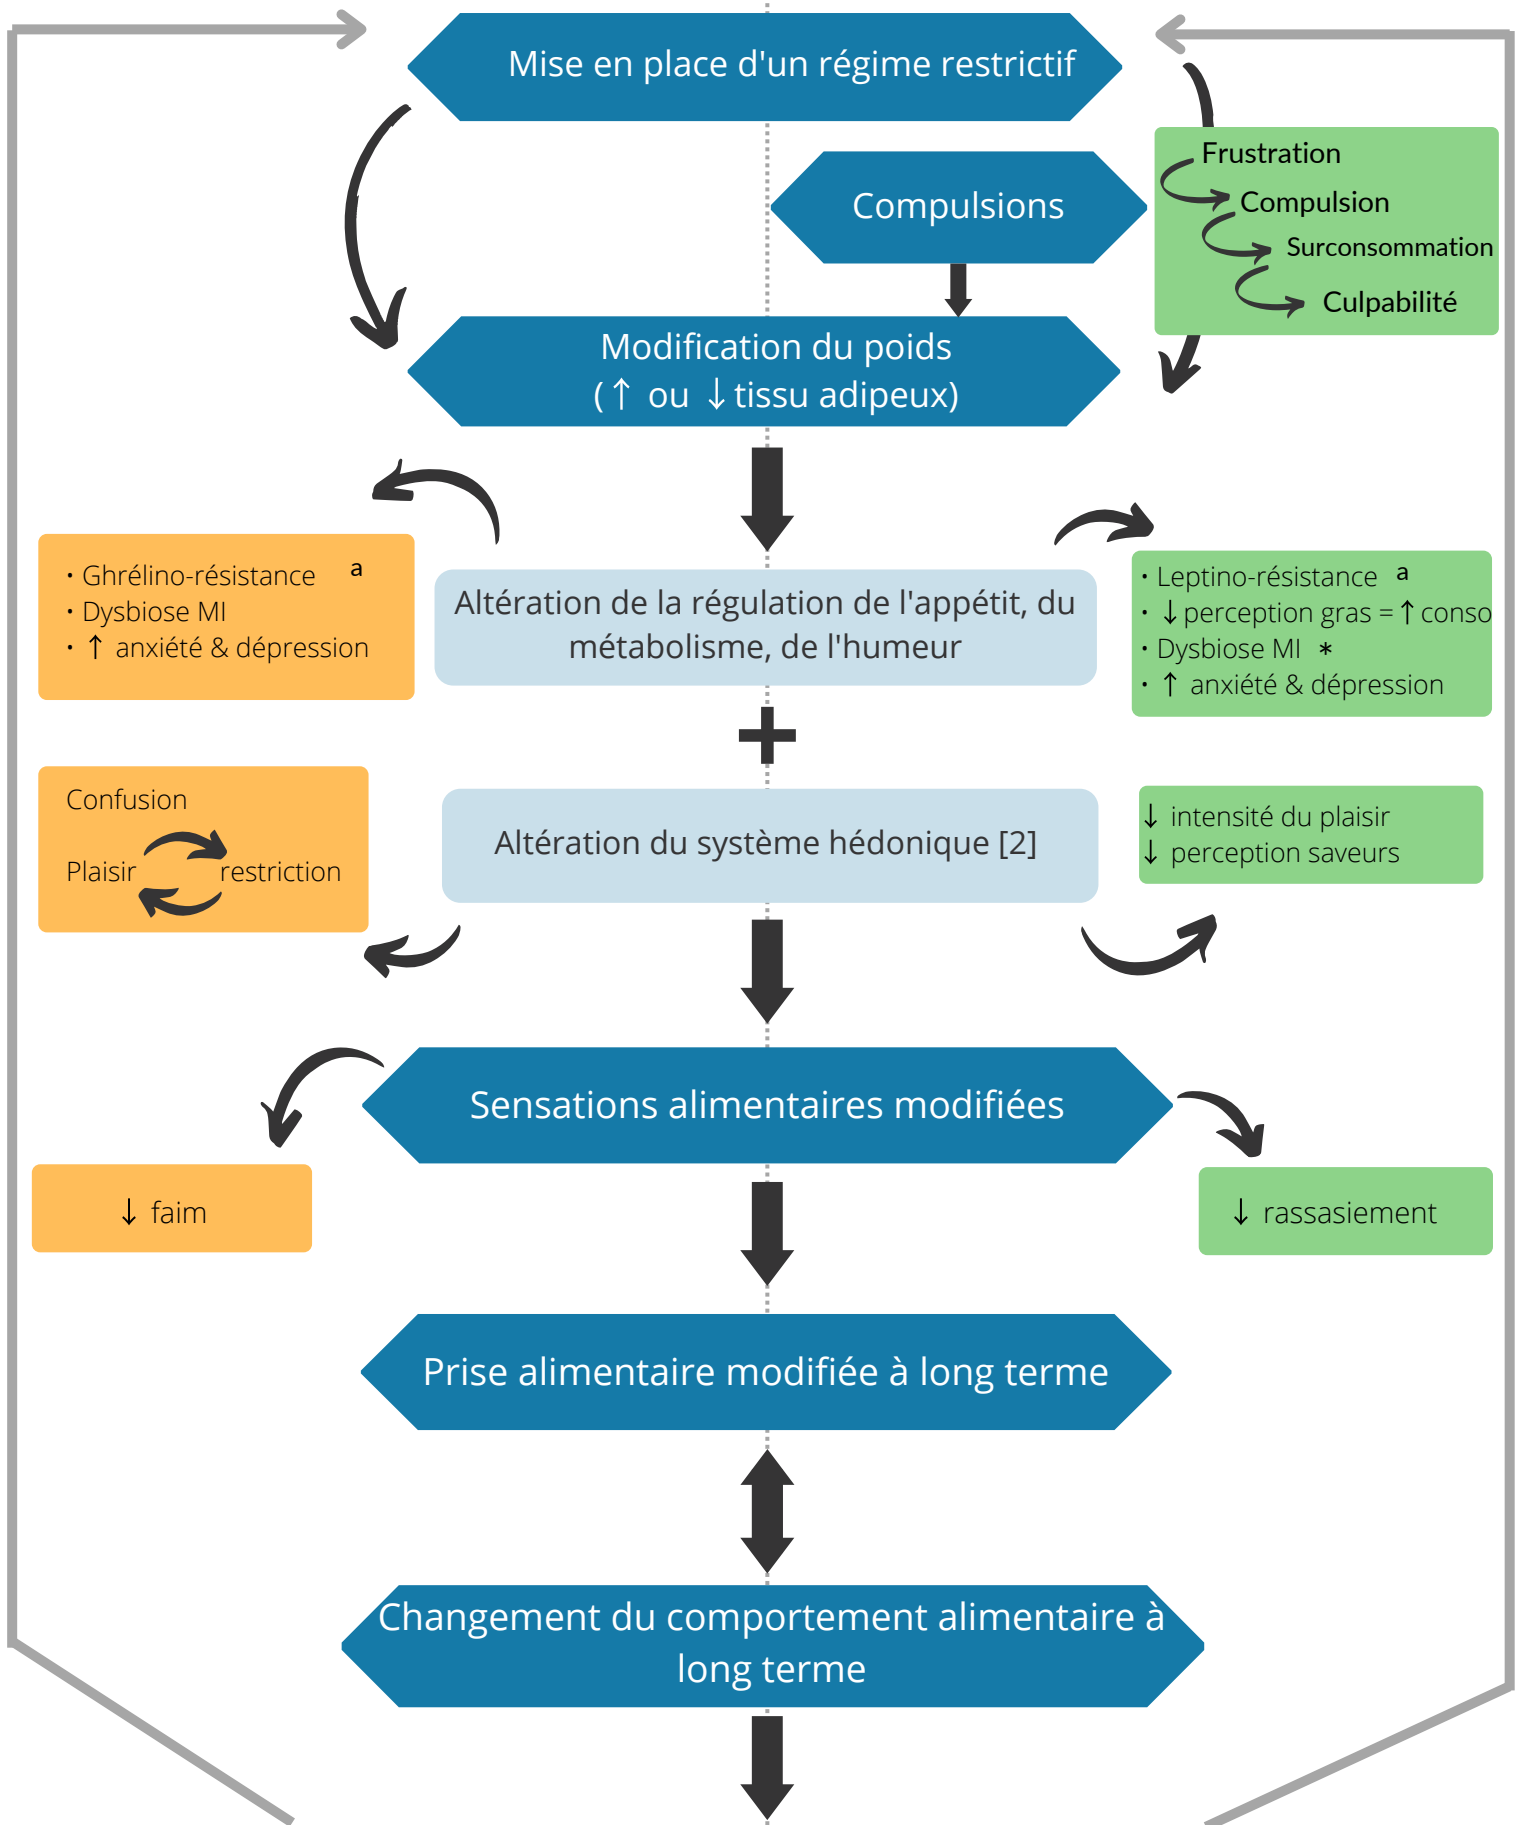 Mise en place d'un régime restrictif
Compulsions
Frustration
Compulsion
Surconsommation
Culpabilité
Modification du poids
(↑ ou ↓ tissu adipeux)
• Ghrélino-résistance a
• Dysbiose MI
• ↑ anxiété & dépression
Altération de la régulation de l'appétit, du
métabolisme, de l'humeur
• Leptino-résistance a
• ↓ perception gras = ↑ conso
• Dysbiose MI *
• ↑ anxiété & dépression
+
Confusion
Plaisir restriction
Altération du système hédonique [2]
↓ intensité du plaisir
↓ perception saveurs
Sensations alimentaires modifiées
↓ faim
↓ rassasiement
Prise alimentaire modifiée à long terme
Changement du comportement alimentaire à
long terme